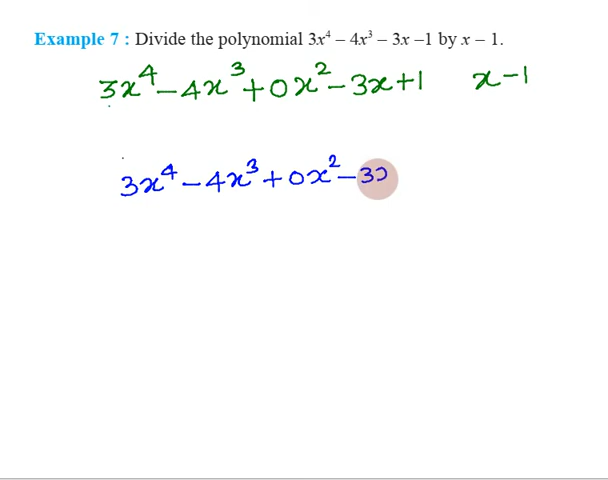 Example 7 : Divide the polynomial 3x⁴ – 4x³ – 3x –1 by x – 1.
3x⁴ – 4x³ + 0x² – 3x + 1    x – 1
3x⁴ – 4x³ + 0x² – 3